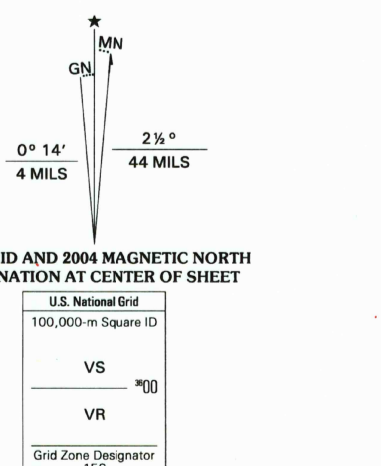 ★
MN
GN
0° 14′
2½°
4 MILS
44 MILS
ID AND 2004 MAGNETIC NORTH
NATION AT CENTER OF SHEET
U.S. National Grid
100,000-m Square ID
VS
³⁶00
VR
Grid Zone Designator